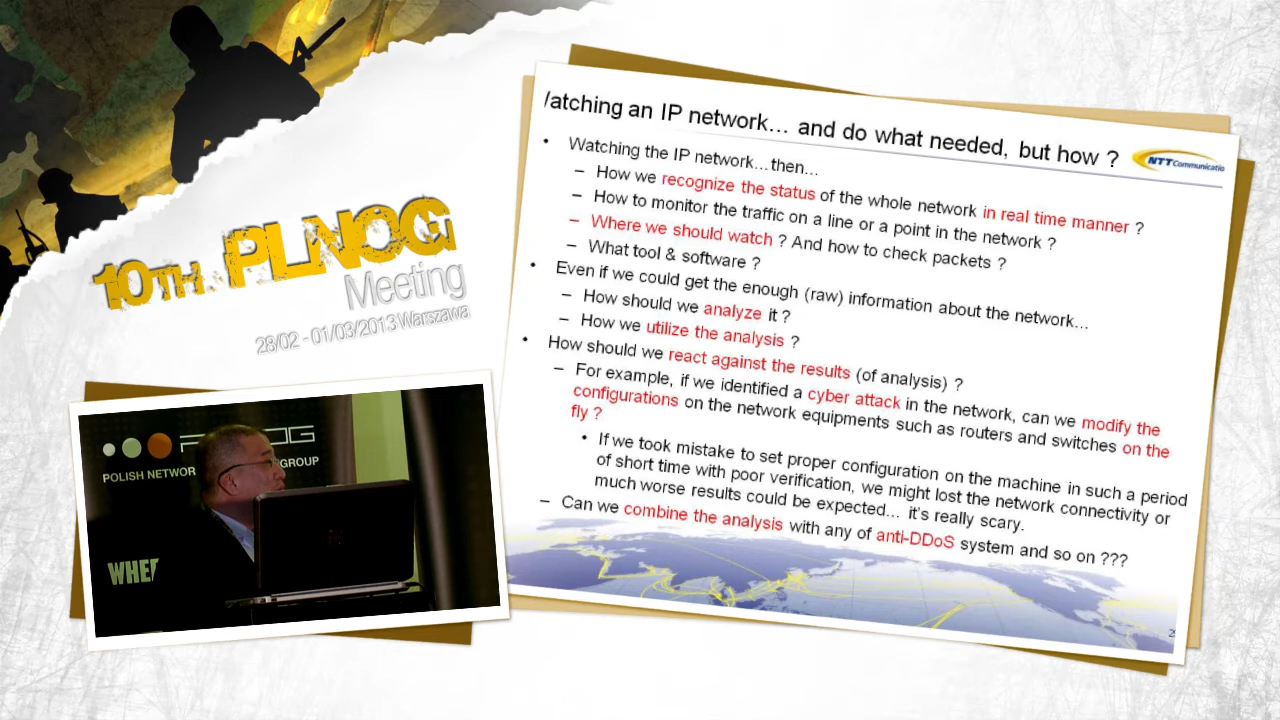 10TH PLNOG
Meeting
28/02 - 01/03/2013 Warszawa
POLISH NETWOR GROUP
WHE
/atching an IP network... and do what needed, but how ?
NTT Communicatio
• Watching the IP network...then...
– How we recognize the status of the whole network in real time manner ?
– How to monitor the traffic on a line or a point in the network ?
– Where we should watch ? And how to check packets ?
– What tool & software ?
• Even if we could get the enough (raw) information about the network...
– How should we analyze it ?
– How we utilize the analysis ?
• How should we react against the results (of analysis) ?
– For example, if we identified a cyber attack in the network, can we modify the
configurations on the network equipments such as routers and switches on the
fly ?
• If we took mistake to set proper configuration on the machine in such a period
of short time with poor verification, we might lost the network connectivity or
much worse results could be expected... it's really scary.
– Can we combine the analysis with any of anti-DDoS system and so on ???